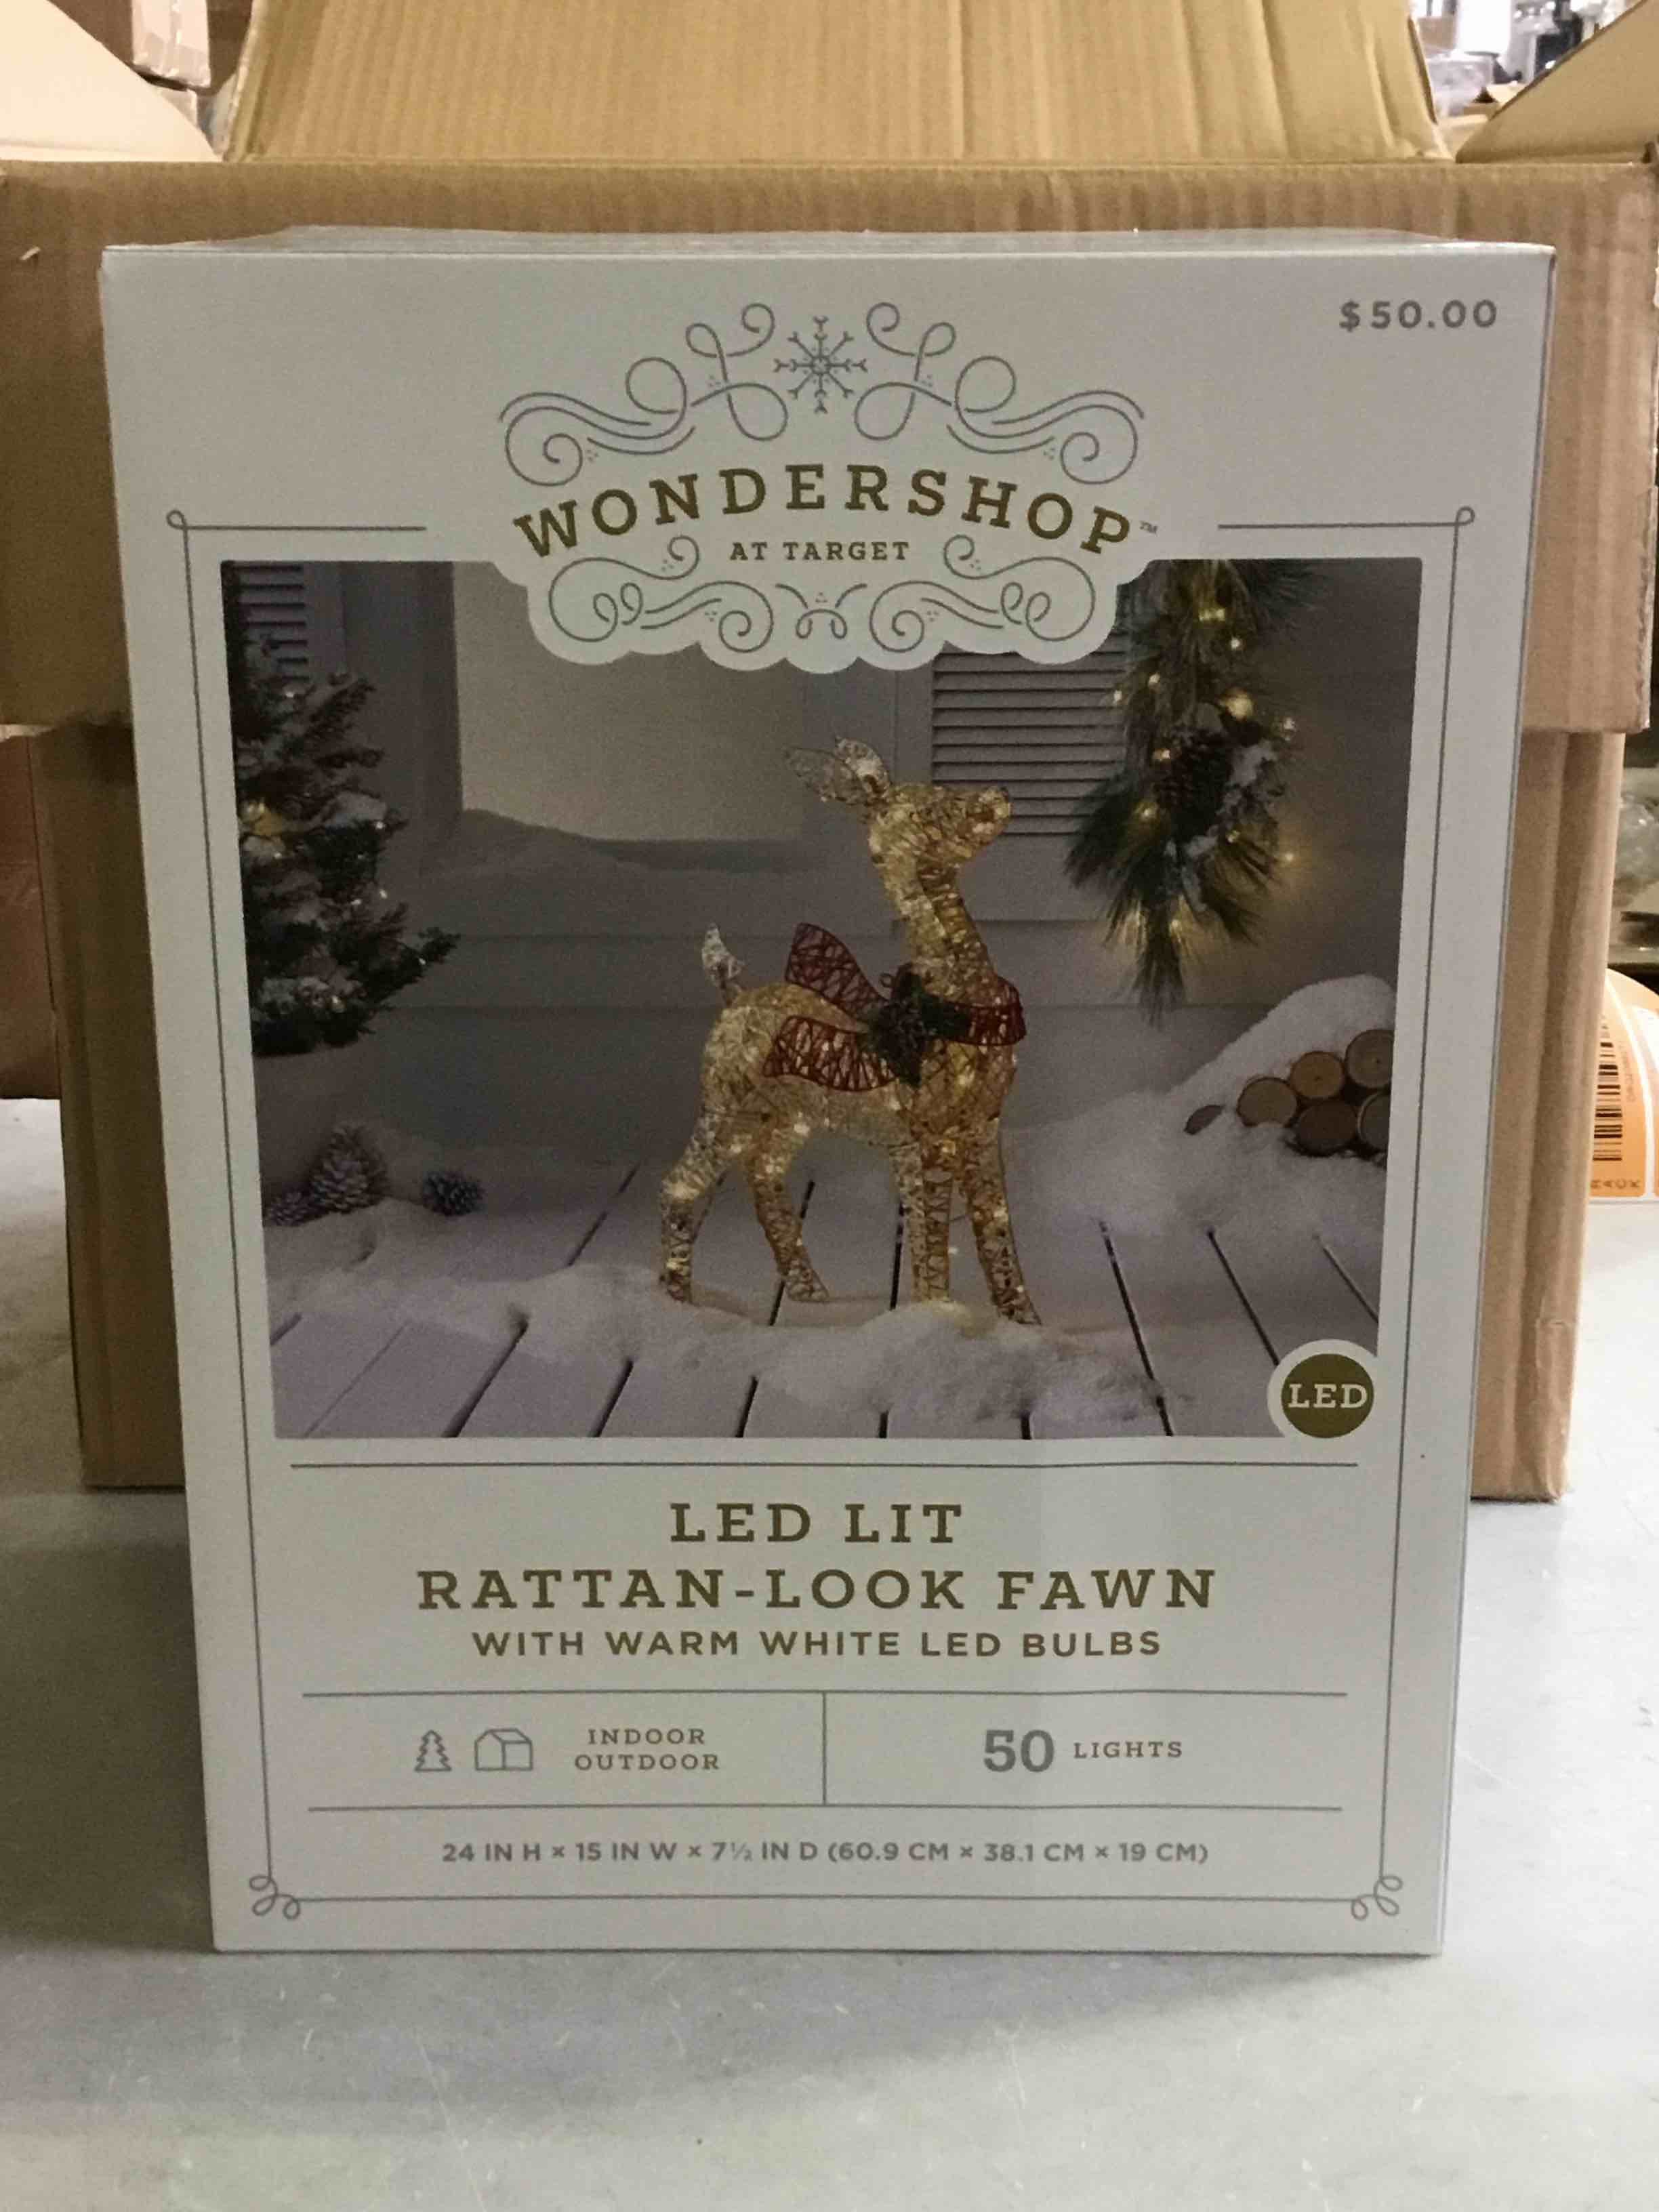 $50.00
WONDERSHOP™
AT TARGET
LED
LED LIT
RATTAN-LOOK FAWN
WITH WARM WHITE LED BULBS
INDOOR
OUTDOOR
50 LIGHTS
24 IN H × 15 IN W × 7½ IN D (60.9 CM × 38.1 CM × 19 CM)